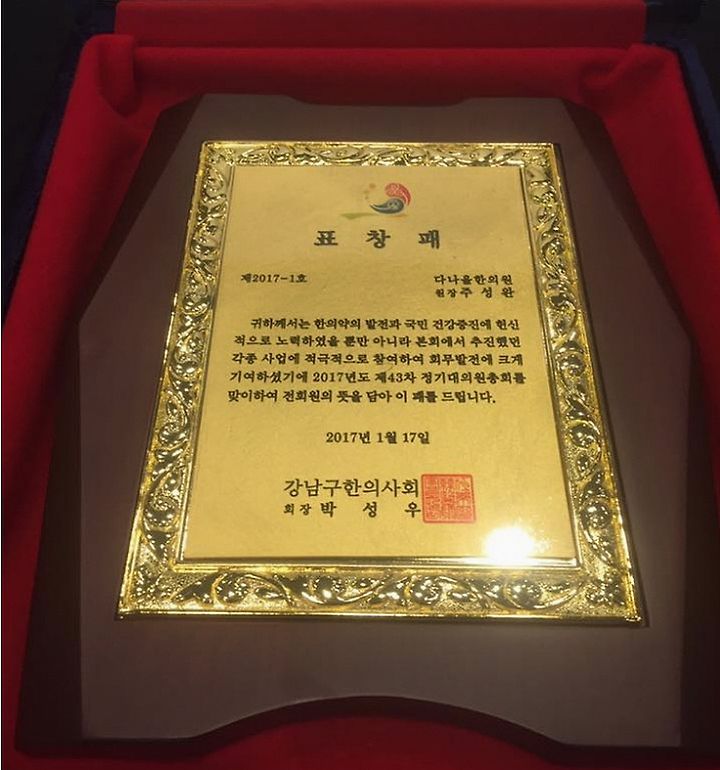 표 창 패
제2017-1호
다나을한의원
원장 주 성 완
귀하께서는 한의약의 발전과 국민 건강증진에 헌신
적으로 노력하였을 뿐만 아니라 본회에서 추진했던
각종 사업에 적극적으로 참여하여 회무발전에 크게
기여하셨기에 2017년도 제43차 정기대의원총회를
맞이하여 전회원의 뜻을 담아 이 패를 드립니다.
2017년 1월 17일
강남구한의사회
회장 박 성 우